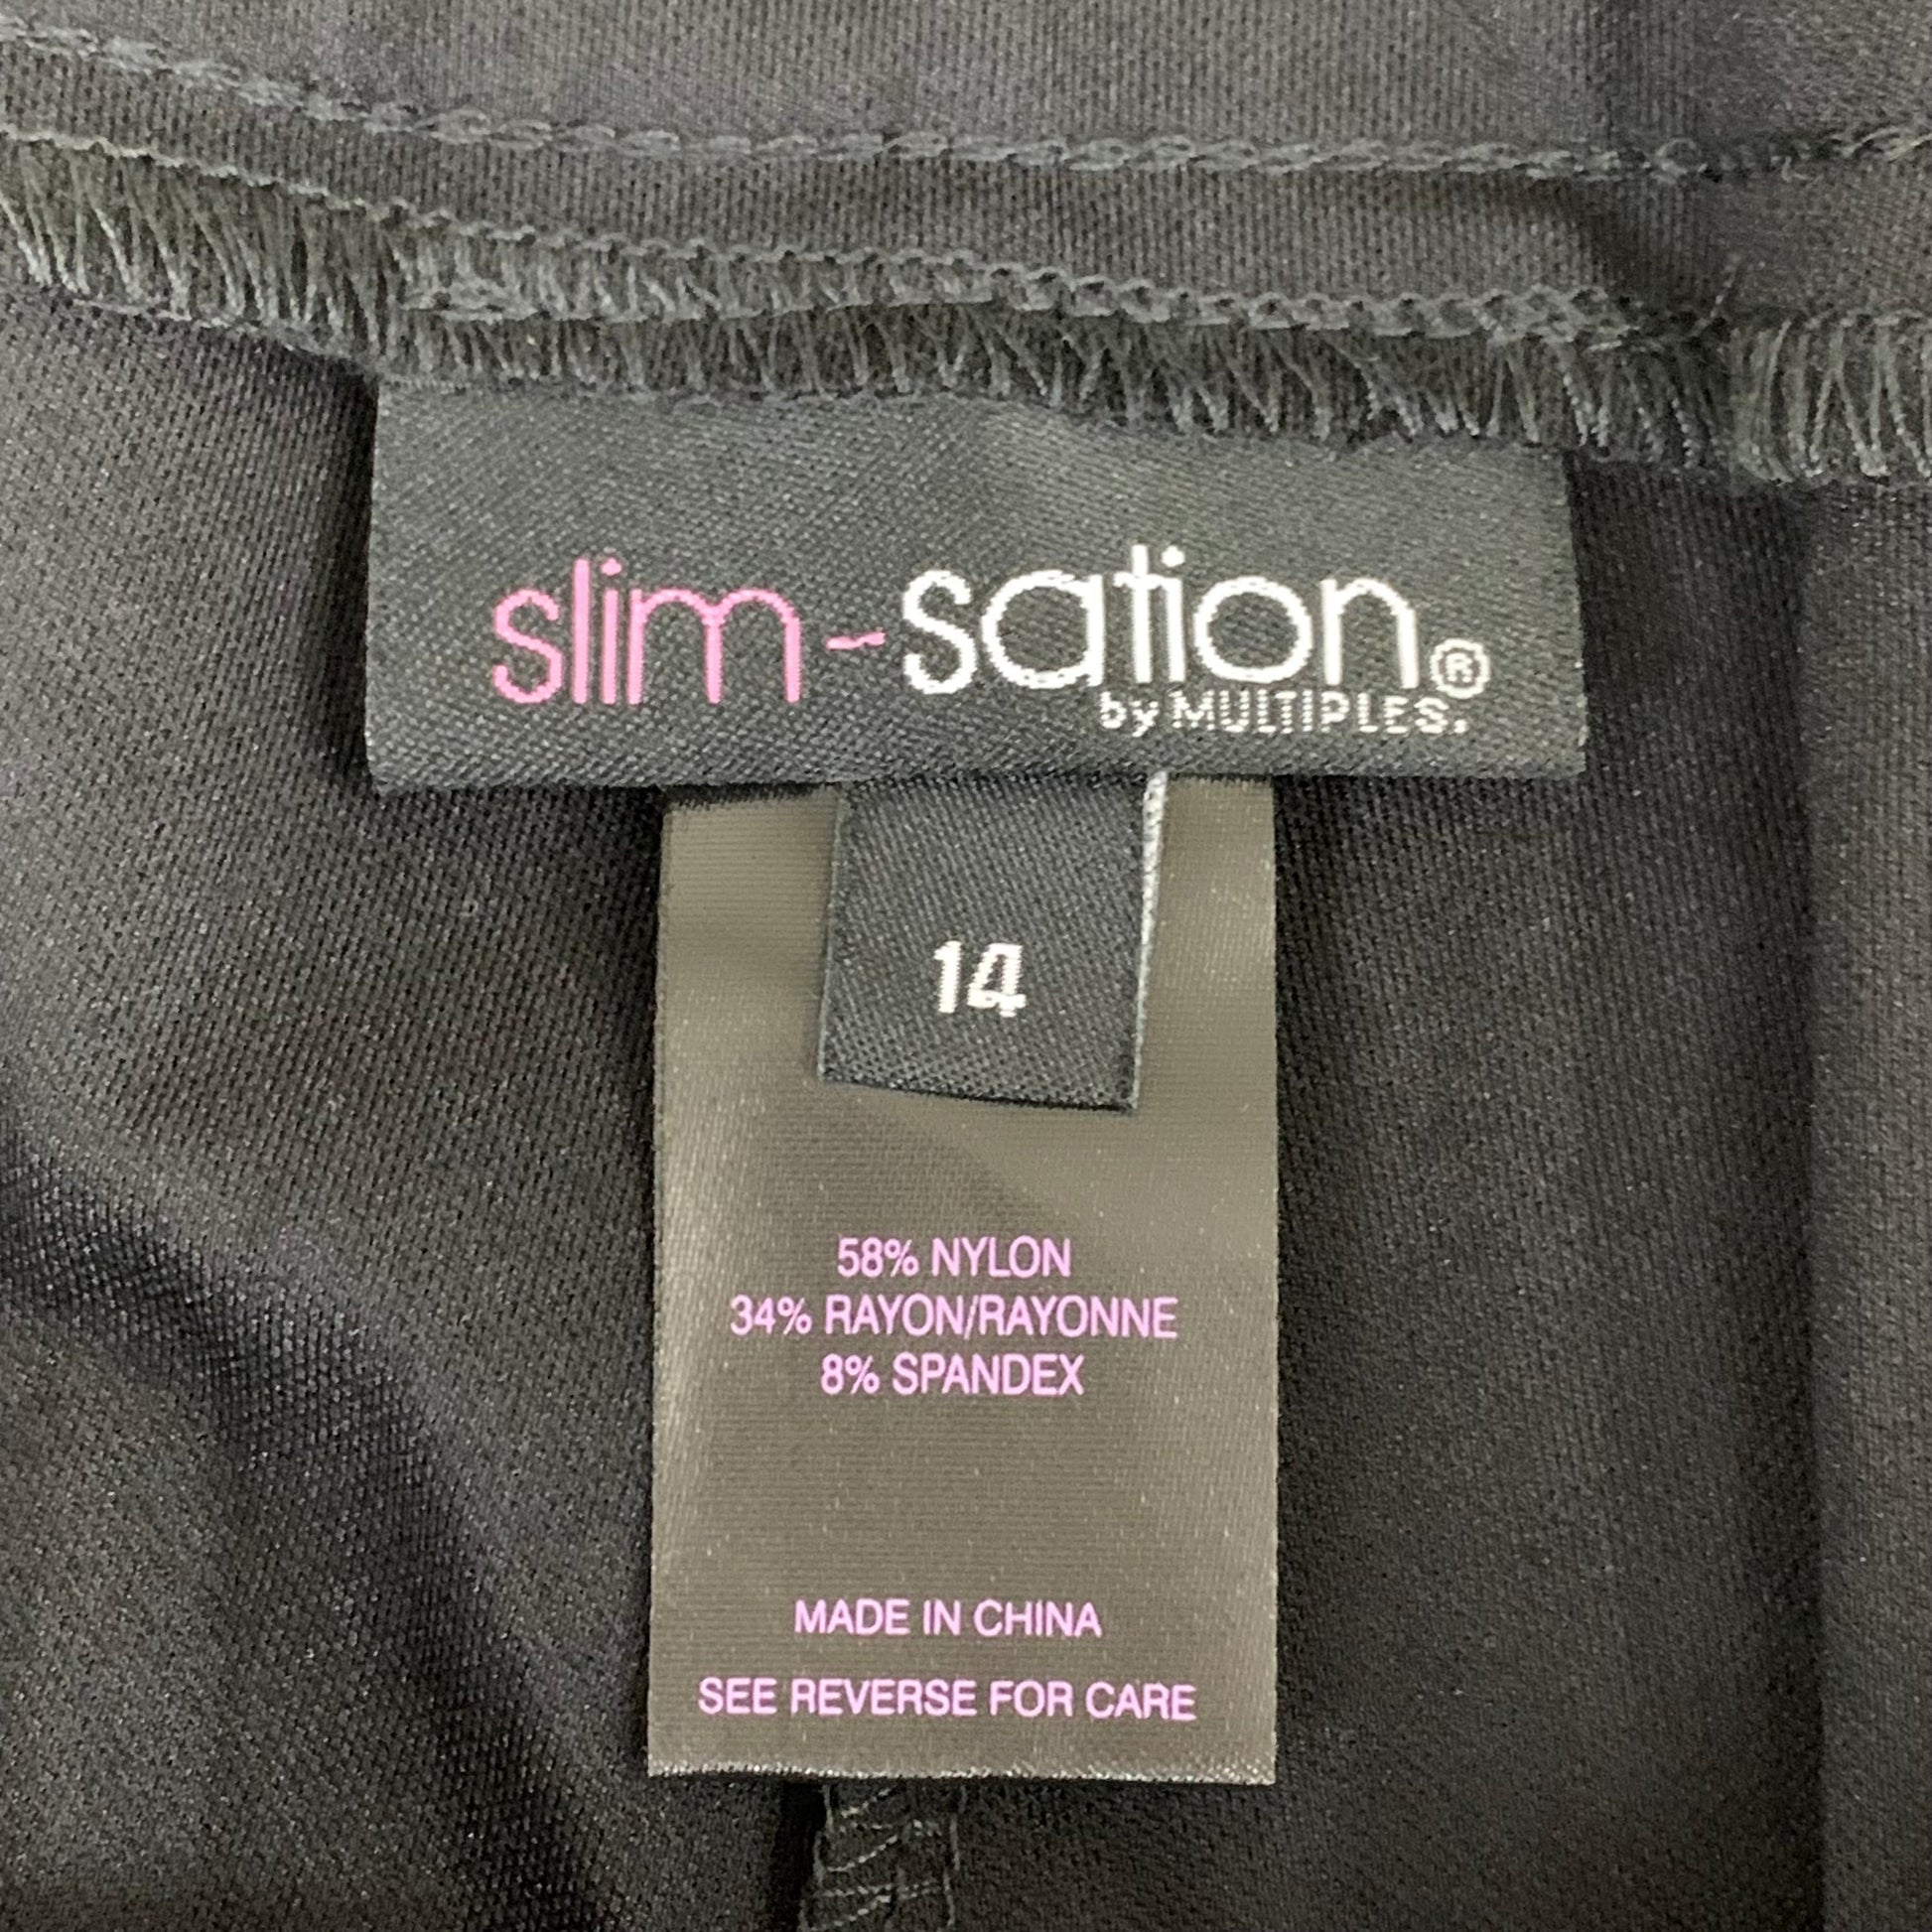 slim-sation®
by MULTIPLES.
14
58% NYLON
34% RAYON/RAYONNE
8% SPANDEX
MADE IN CHINA
SEE REVERSE FOR CARE